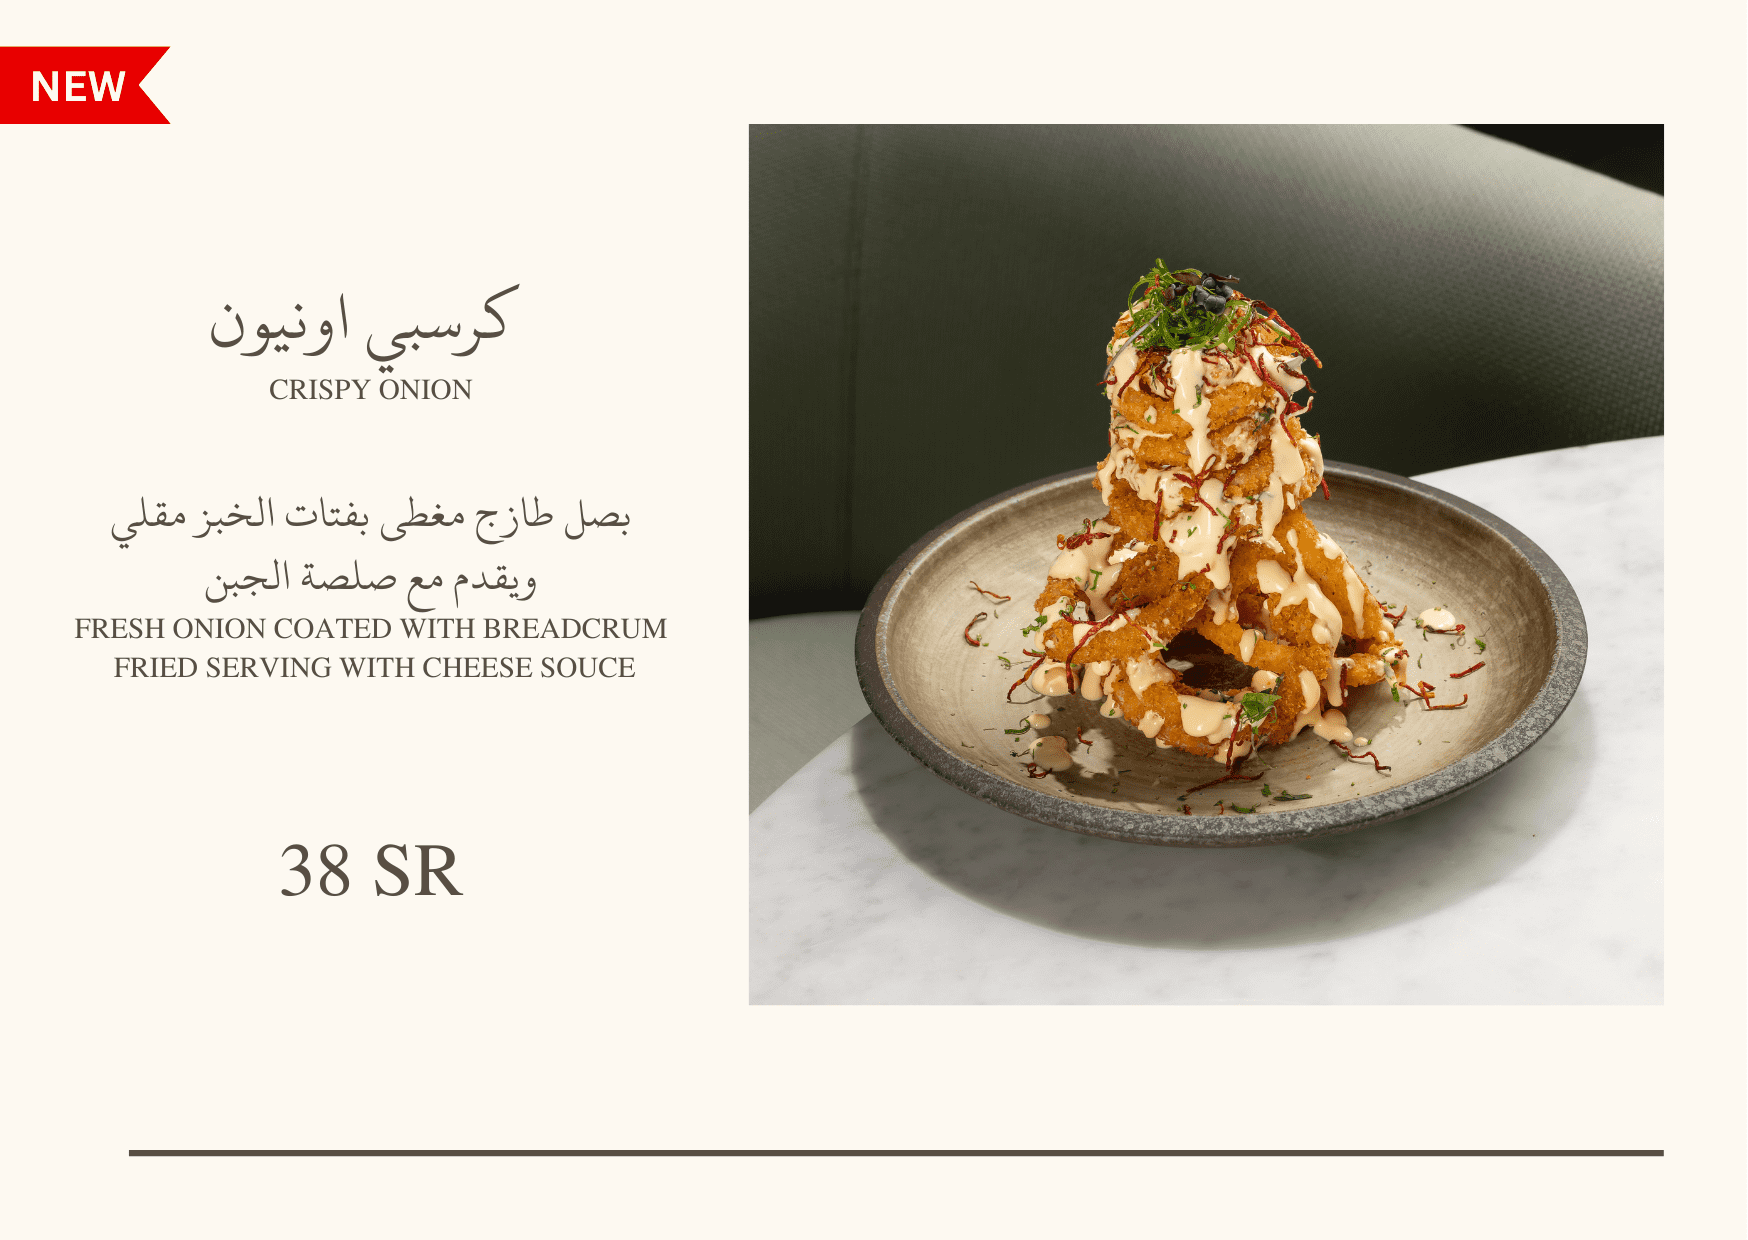 NEW
كرسبي اونيون
CRISPY ONION
بصل طازج مغطى بفتات الخبز مقلي
ويقدم مع صلصة الجبن
FRESH ONION COATED WITH BREADCRUM
FRIED SERVING WITH CHEESE SOUCE
38 SR